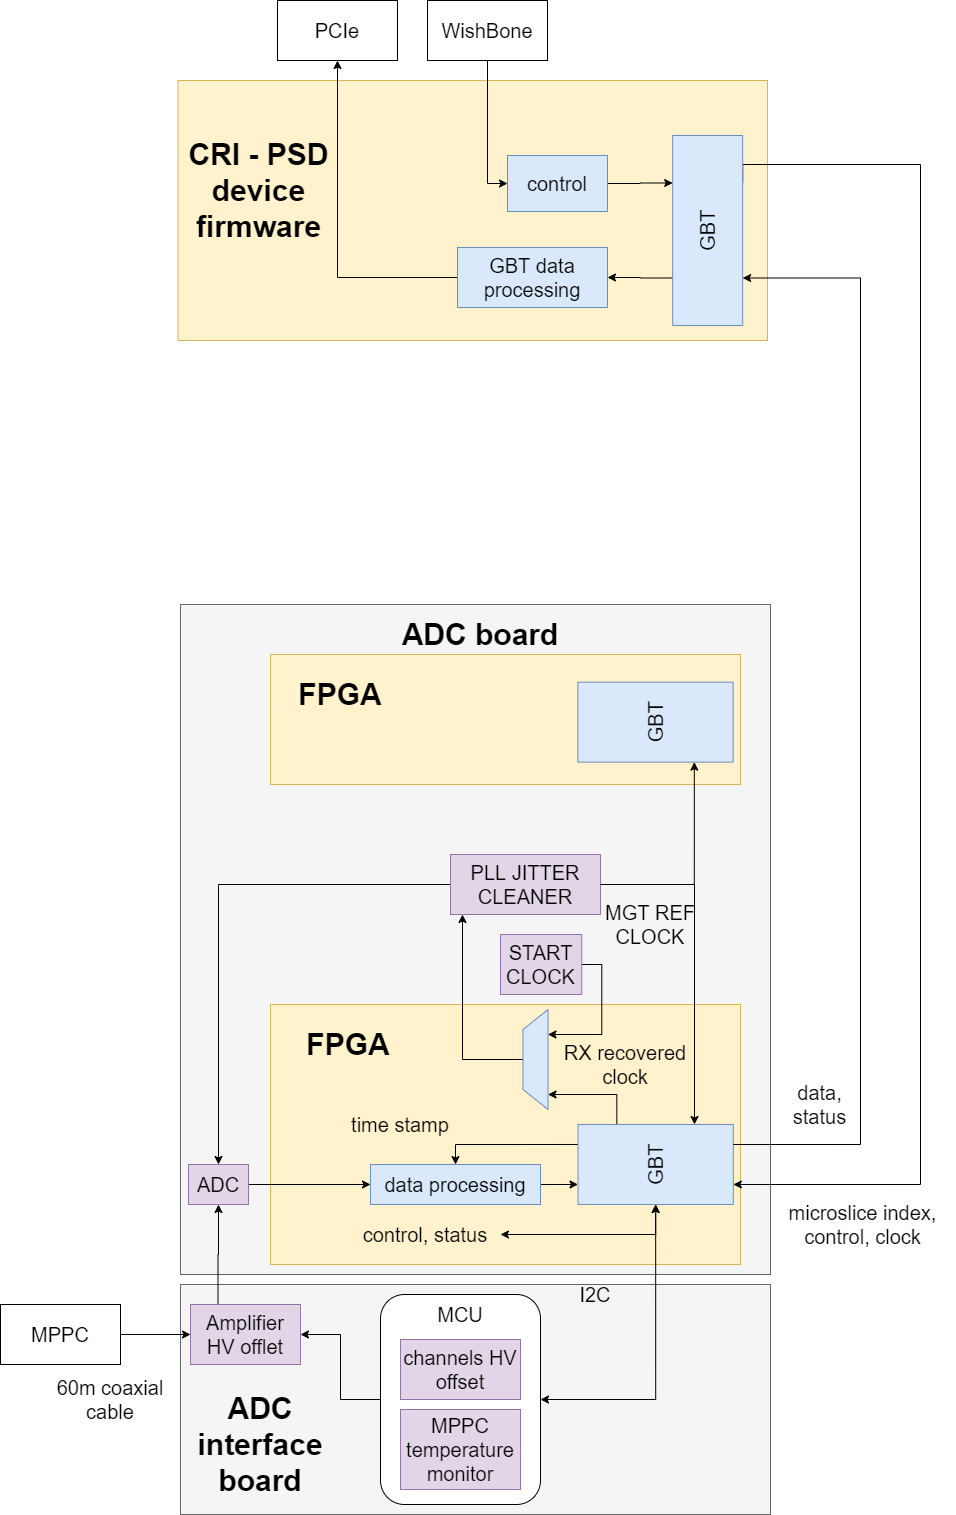 PCIe
WishBone
CRI - PSD
device
firmware
control
GBT
GBT data
processing
ADC board
FPGA
GBT
PLL JITTER
CLEANER
MGT REF
CLOCK
START
CLOCK
FPGA
RX recovered
clock
data,
status
time stamp
GBT
ADC
data processing
microslice index,
control, clock
control, status
I2C
MCU
MPPC
Amplifier
HV offlet
channels HV
offset
60m coaxial
cable
ADC
interface
board
MPPC
temperature
monitor